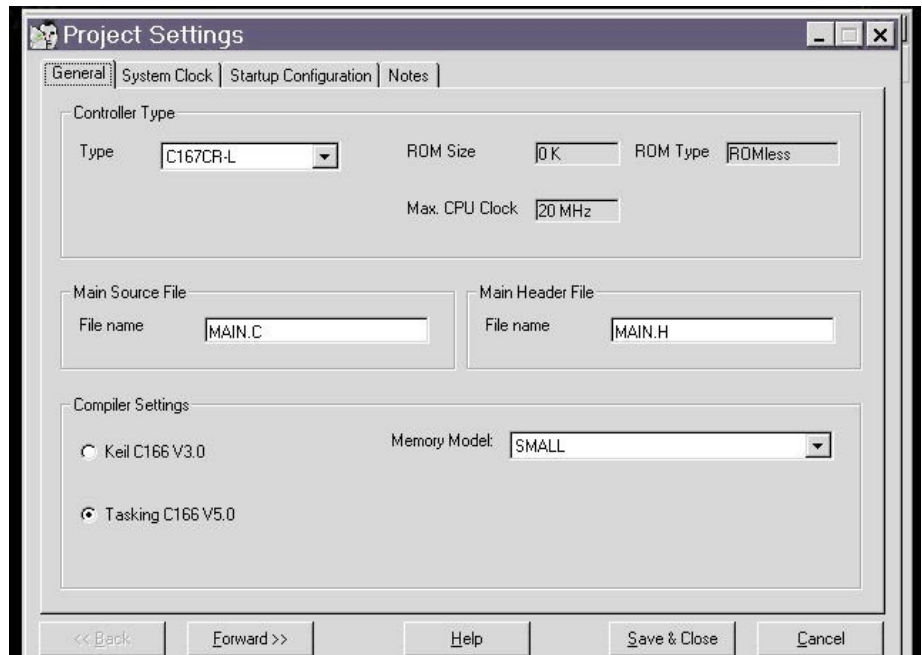 Project Settings
General System Clock Startup Configuration Notes
Controller Type
Type C167CR-L ROM Size 0 K ROM Type ROMless
Max. CPU Clock 20 MHz
Main Source File Main Header File
File name MAIN.C File name MAIN.H
Compiler Settings
Keil C166 V3.0 Memory Model: SMALL
Tasking C166 V5.0
<< Back Forward >> Help Save & Close Cancel